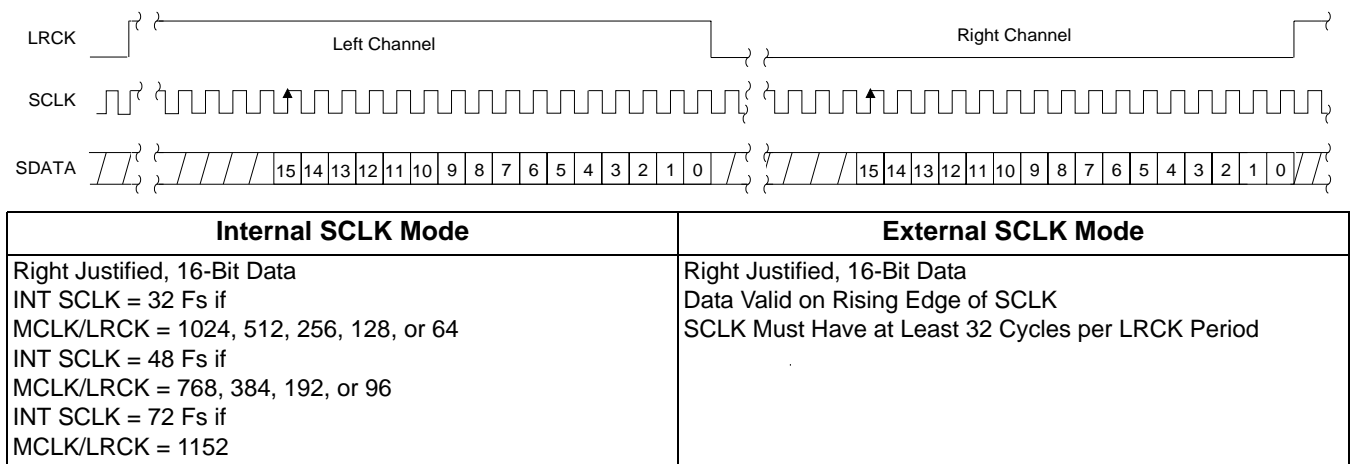 LRCK
Left Channel
Right Channel
SCLK
SDATA
15 14 13 12 11 10 9 8 7 6 5 4 3 2 1 0
15 14 13 12 11 10 9 8 7 6 5 4 3 2 1 0
Internal SCLK Mode
Right Justified, 16-Bit Data
INT SCLK = 32 Fs if
MCLK/LRCK = 1024, 512, 256, 128, or 64
INT SCLK = 48 Fs if
MCLK/LRCK = 768, 384, 192, or 96
INT SCLK = 72 Fs if
MCLK/LRCK = 1152
External SCLK Mode
Right Justified, 16-Bit Data
Data Valid on Rising Edge of SCLK
SCLK Must Have at Least 32 Cycles per LRCK Period